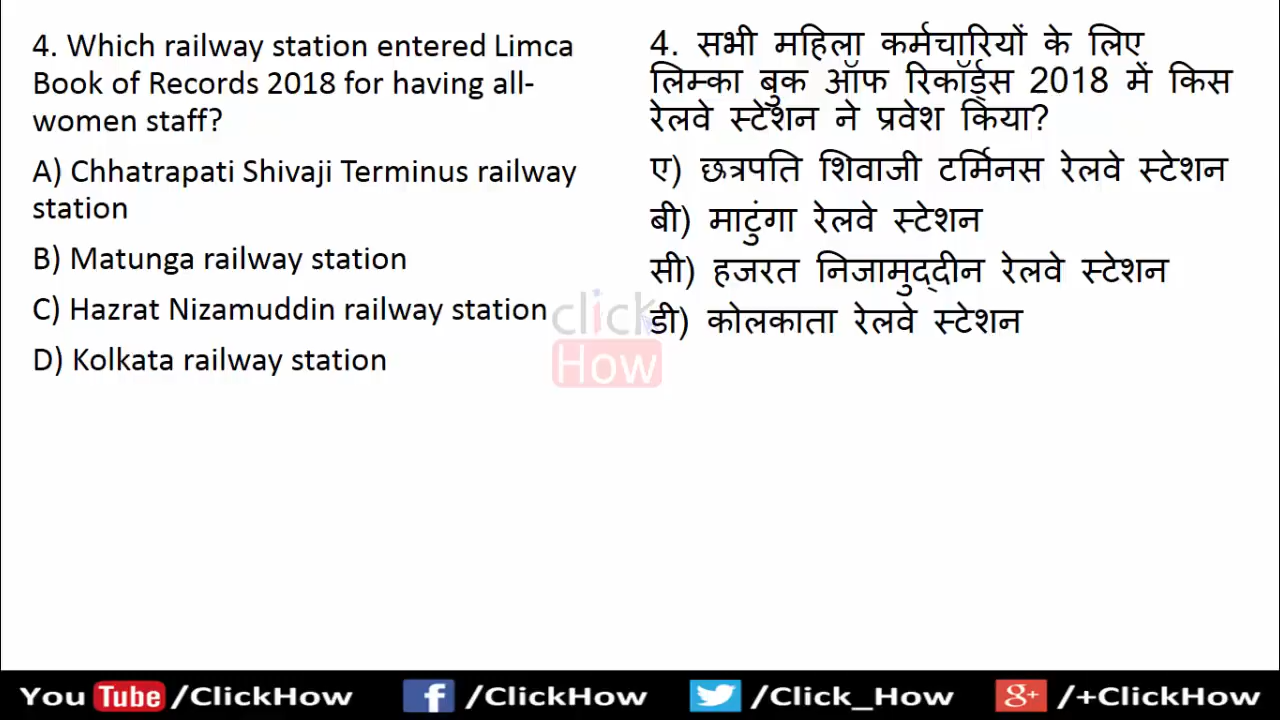 4. Which railway station entered Limca
Book of Records 2018 for having all-
women staff?
A) Chhatrapati Shivaji Terminus railway
station
B) Matunga railway station
C) Hazrat Nizamuddin railway station
D) Kolkata railway station
4. सभी महिला कर्मचारियों के लिए
लिम्का बुक ऑफ रिकॉर्ड्स 2018 में किस
रेलवे स्टेशन ने प्रवेश किया?
ए) छत्रपति शिवाजी टर्मिनस रेलवे स्टेशन
बी) माटुंगा रेलवे स्टेशन
सी) हजरत निजामुद्दीन रेलवे स्टेशन
डी) कोलकाता रेलवे स्टेशन
click
How
You Tube /ClickHow f /ClickHow /Click_How g+ /+ClickHow